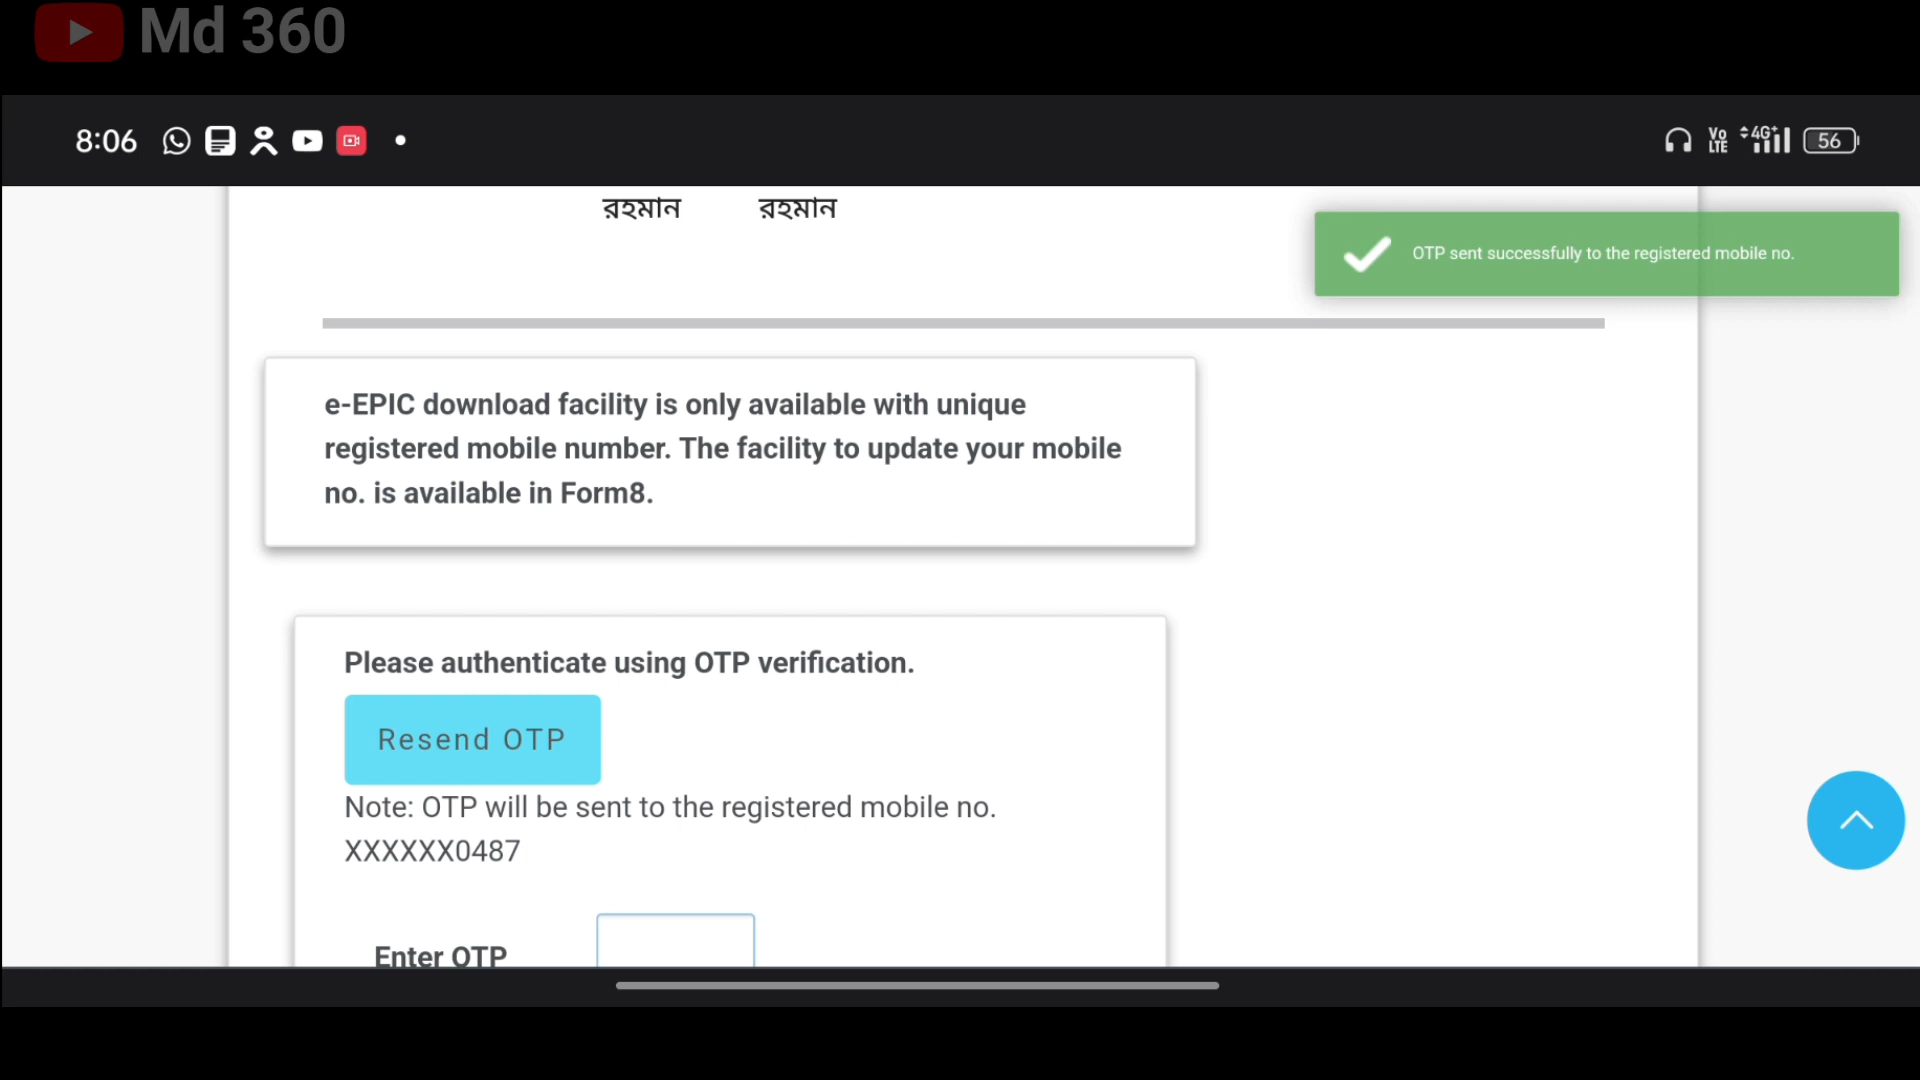 Md 360
8:06
Vo LTE 4G+ 56
রহমান রহমান
OTP sent successfully to the registered mobile no.
e-EPIC download facility is only available with unique
registered mobile number. The facility to update your mobile
no. is available in Form8.
Please authenticate using OTP verification.
Resend OTP
Note: OTP will be sent to the registered mobile no.
XXXXXX0487
Enter OTP